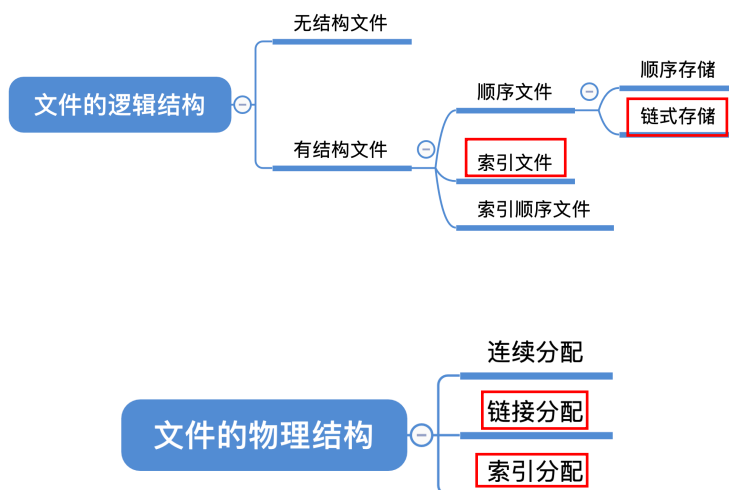 无结构文件
顺序存储
顺序文件
文件的逻辑结构
链式存储
有结构文件
索引文件
索引顺序文件
连续分配
链接分配
文件的物理结构
索引分配